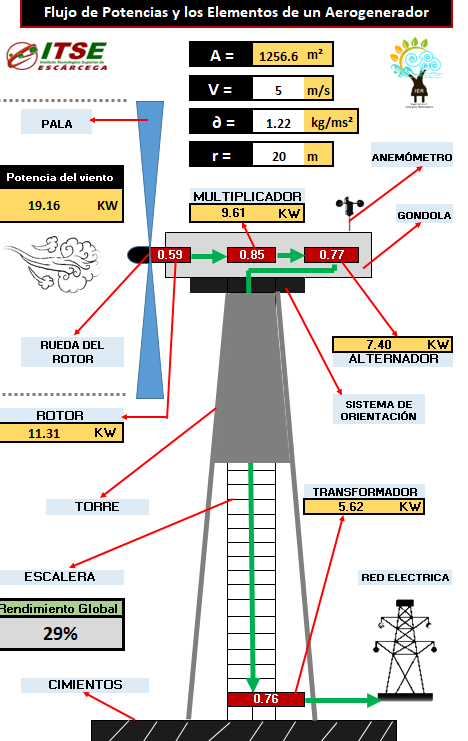 Flujo de Potencias y los Elementos de un Aerogenerador
ITSE
Instituto Tecnológico Superior de
ESCÁRCEGA
A = 1256.6 m²
V = 5 m/s
∂ = 1.22 kg/ms²
r = 20 m
IER
PALA
ANEMÓMETRO
Potencia del viento
19.16 KW
MULTIPLICADOR
9.61 KW
GONDOLA
0.59
0.85
0.77
RUEDA DEL
ROTOR
7.40 KW
ALTERNADOR
ROTOR
11.31 KW
SISTEMA DE
ORIENTACIÓN
TORRE
TRANSFORMADOR
5.62 KW
ESCALERA
RED ELECTRICA
Rendimiento Global
29%
CIMIENTOS
0.76